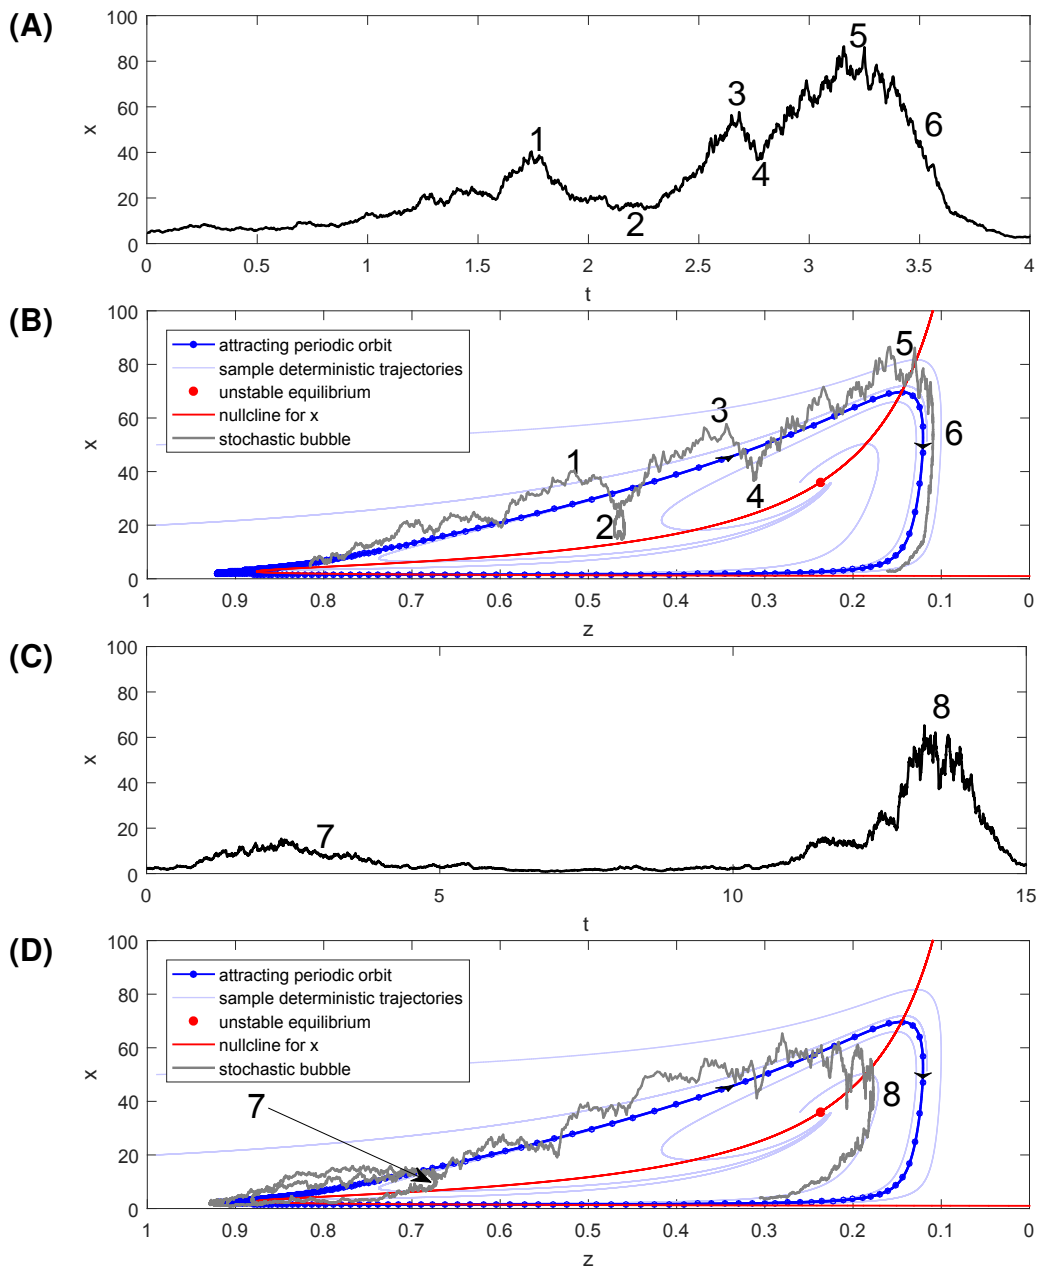 (A)
100
80
60
40
20
0
x
1
2
3
4
5
6
0 0.5 1 1.5 2 2.5 3 3.5 4
t
(B)
100
80
60
40
20
0
x
attracting periodic orbit
sample deterministic trajectories
unstable equilibrium
nullcline for x
stochastic bubble
1
2
3
4
5
6
1 0.9 0.8 0.7 0.6 0.5 0.4 0.3 0.2 0.1 0
z
(C)
100
80
60
40
20
0
x
7
8
0 5 10 15
t
(D)
100
80
60
40
20
0
x
attracting periodic orbit
sample deterministic trajectories
unstable equilibrium
nullcline for x
stochastic bubble
7
8
1 0.9 0.8 0.7 0.6 0.5 0.4 0.3 0.2 0.1 0
z